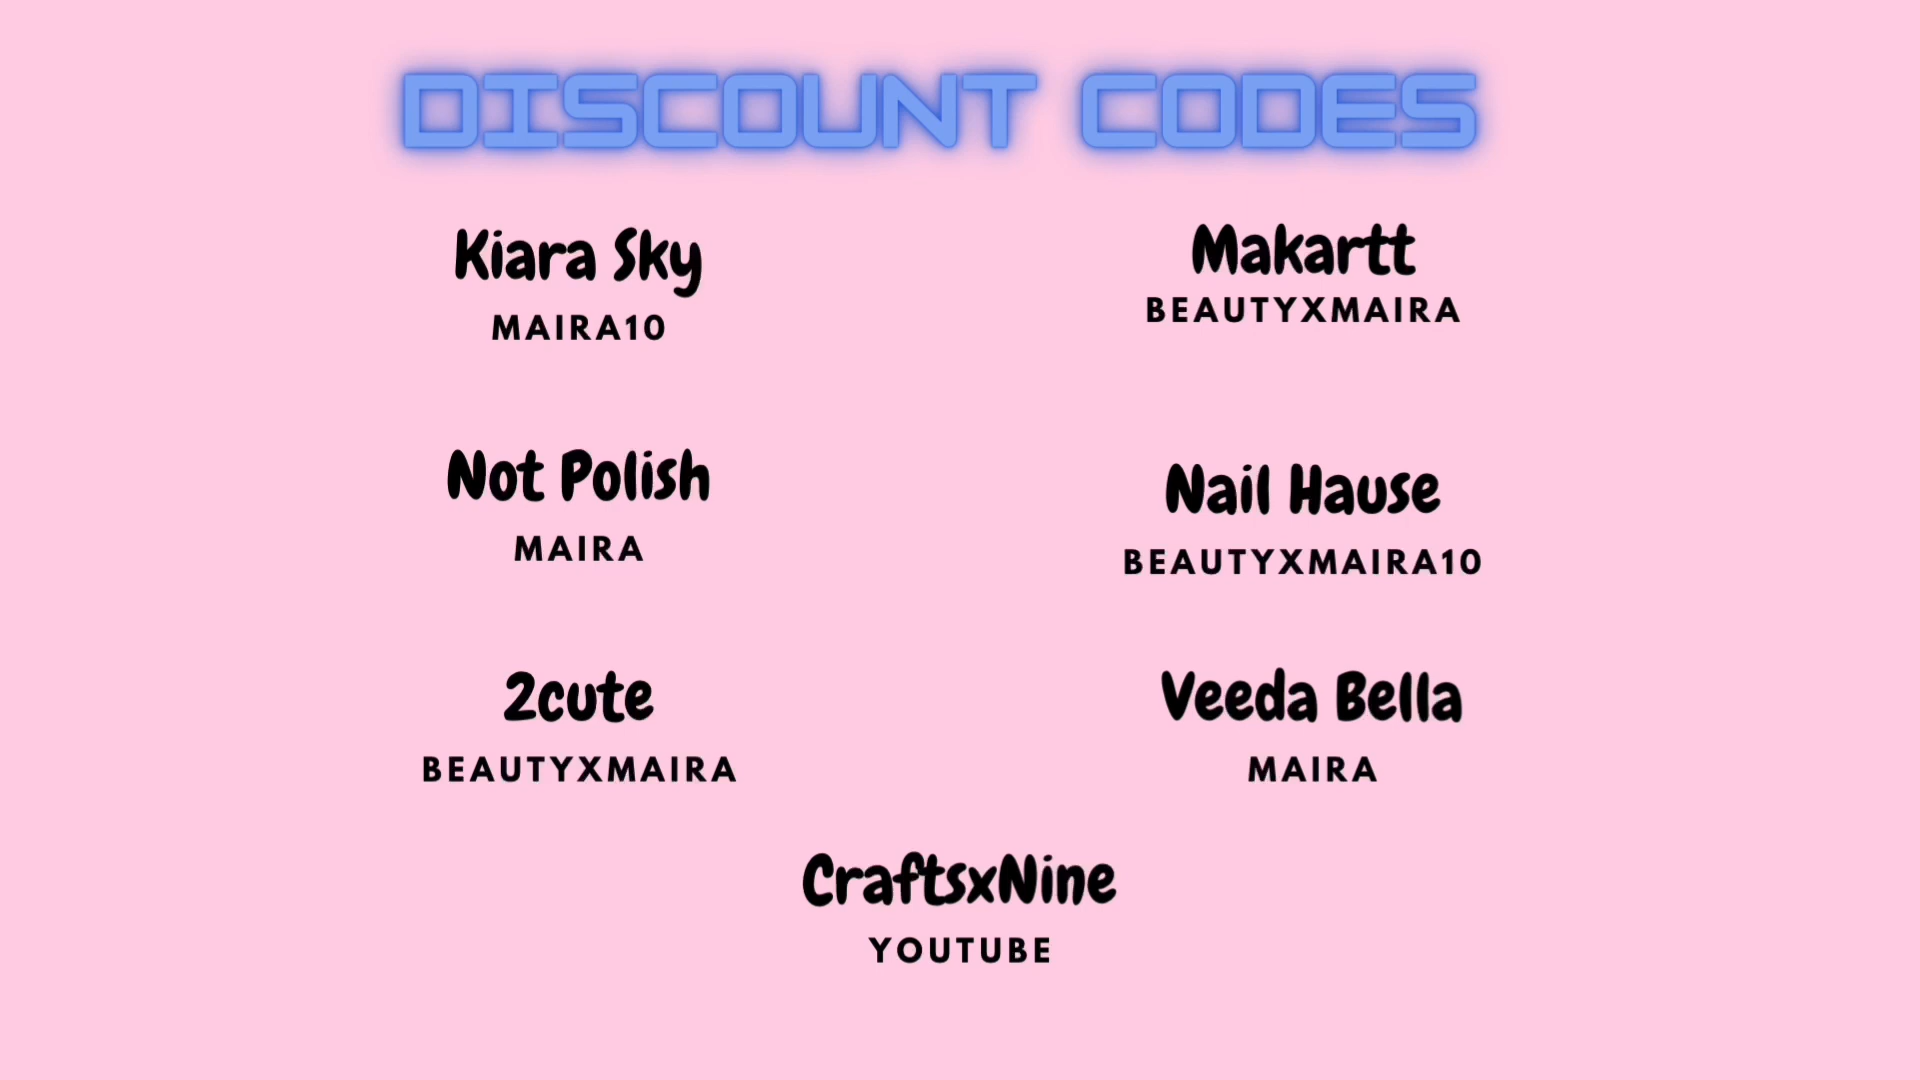 DISCOUNT CODES
Kiara Sky
MAIRA10
Makartt
BEAUTYXMAIRA
Not Polish
MAIRA
Nail Hause
BEAUTYXMAIRA10
2cute
BEAUTYXMAIRA
Veeda Bella
MAIRA
CraftsxNine
YOUTUBE